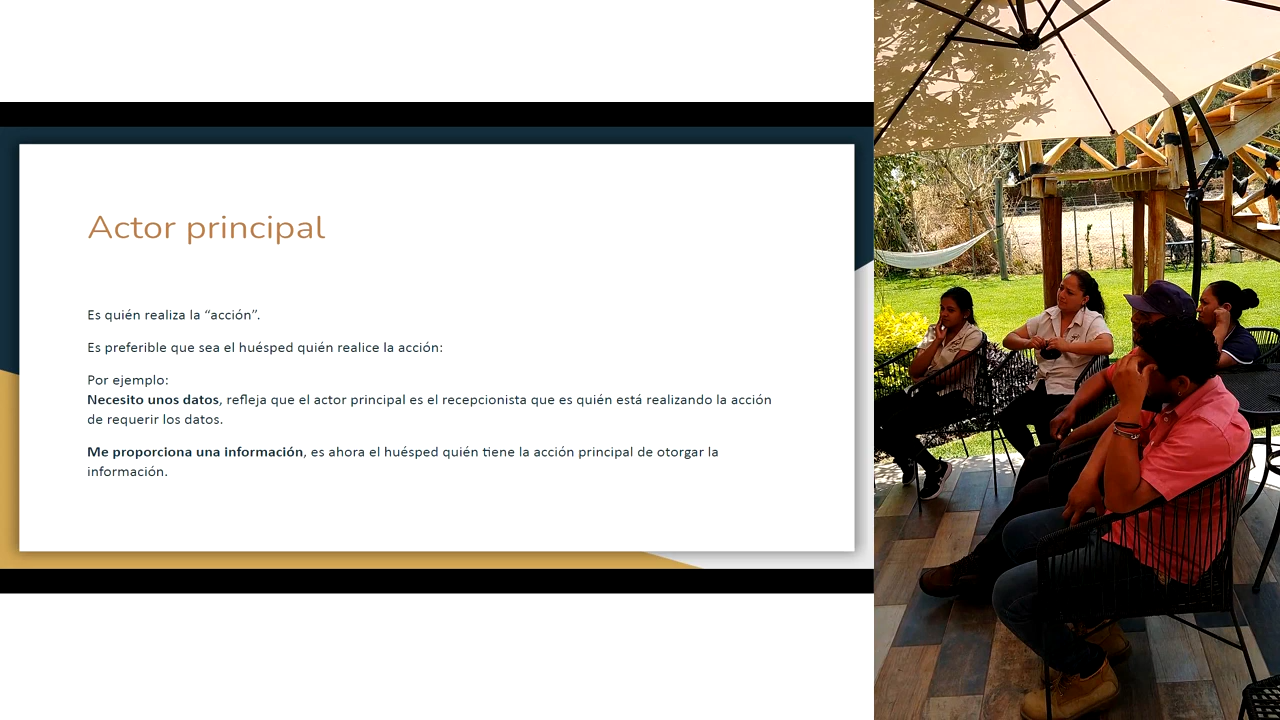 Actor principal
Es quién realiza la “acción”.
Es preferible que sea el huésped quién realice la acción:
Por ejemplo:
Necesito unos datos, refleja que el actor principal es el recepcionista que es quién está realizando la acción
de requerir los datos.
Me proporciona una información, es ahora el huésped quién tiene la acción principal de otorgar la
información.